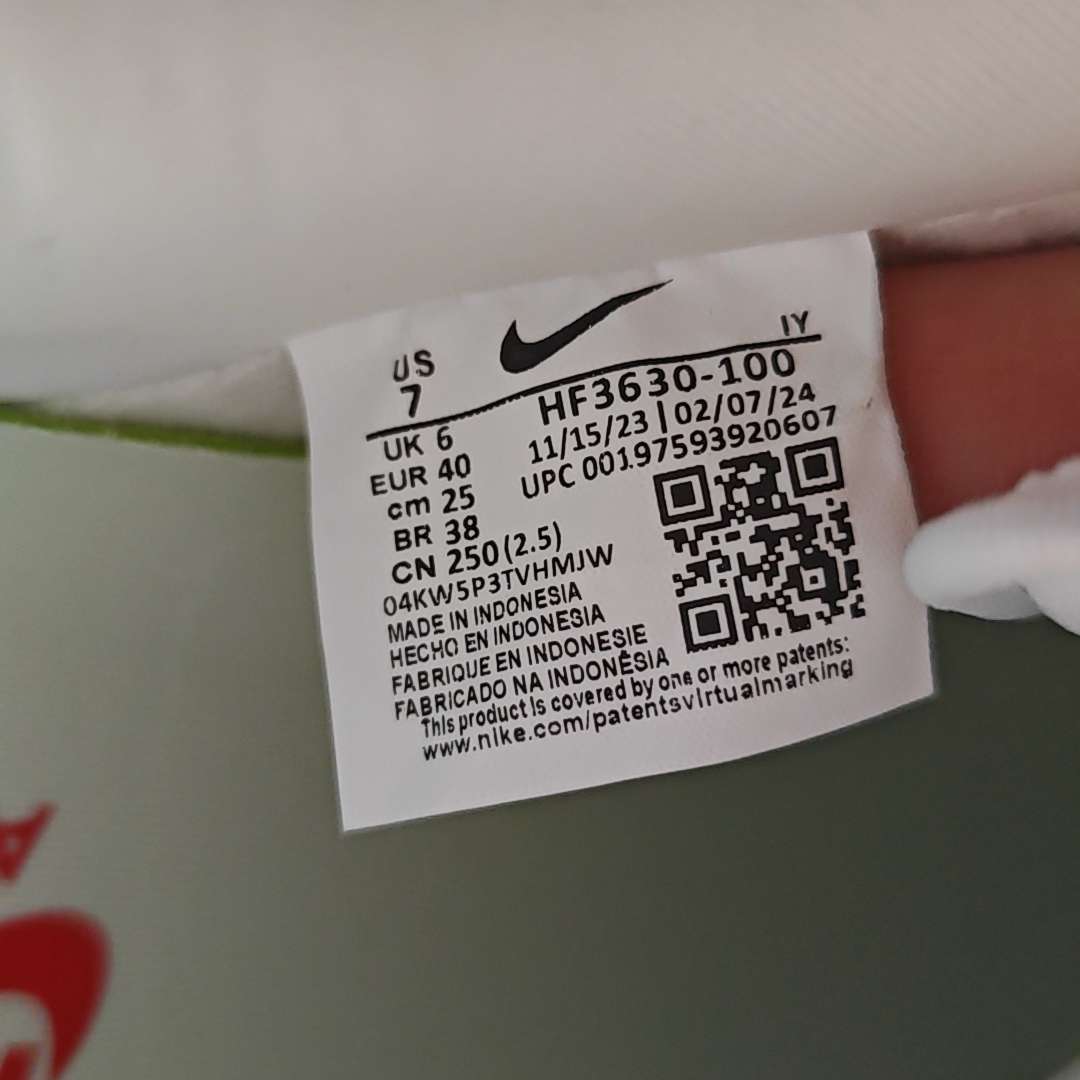 US
7
IY
UK 6
EUR 40
cm 25
BR 38
CN 250 (2.5)
HF3630-100
11/15/23 | 02/07/24
UPC 00197593920607
04KW5P3TVHMJW
MADE IN INDONESIA
HECHO EN INDONESIA
FABRIQUE EN INDONESIE
FABRICADO NA INDONÉSIA
This product is covered by one or more patents:
www.nike.com/patentsvirtualmarking